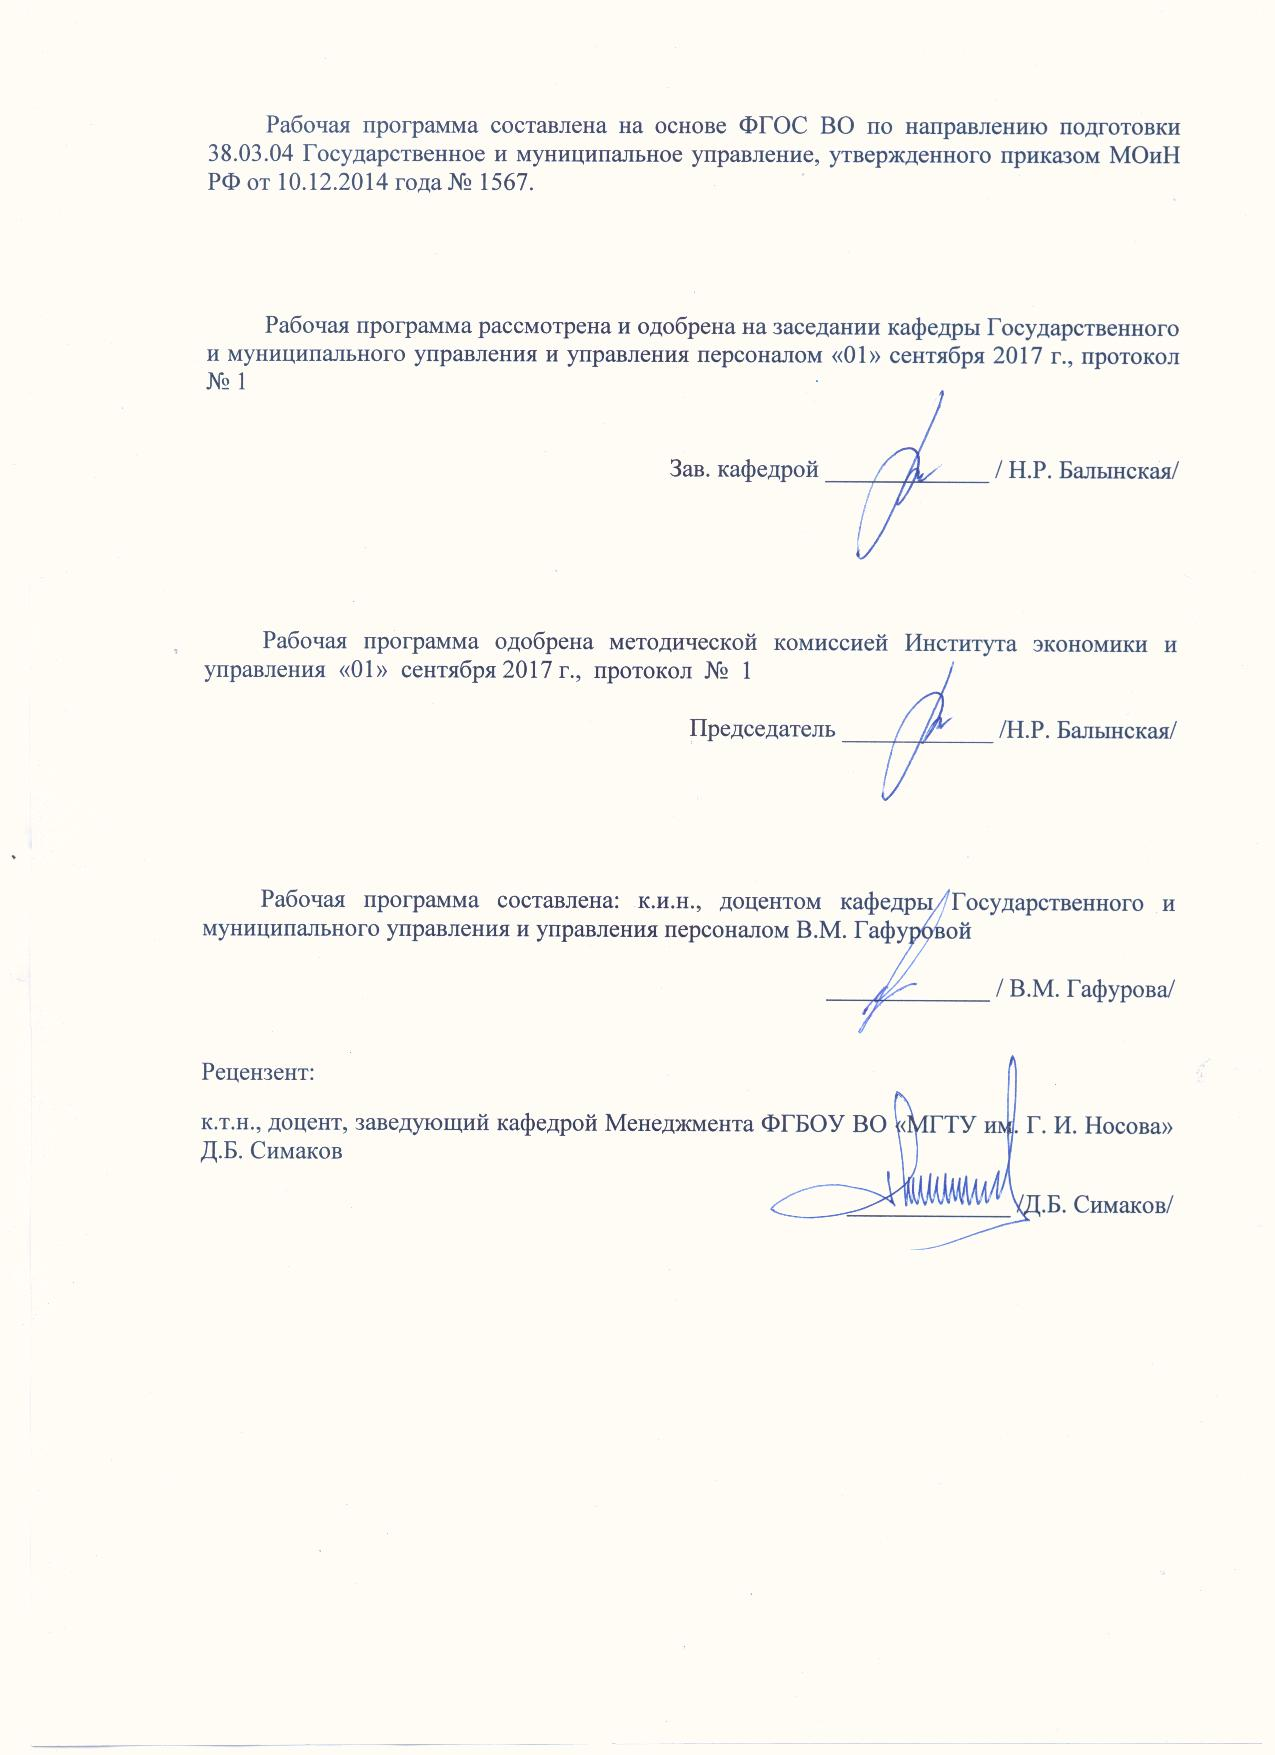 Рабочая программа составлена на основе ФГОС ВО по направлению подготовки
38.03.04 Государственное и муниципальное управление, утвержденного приказом МОиН
РФ от 10.12.2014 года № 1567.
Рабочая программа рассмотрена и одобрена на заседании кафедры Государственного
и муниципального управления и управления персоналом «01» сентября 2017 г., протокол
№ 1
Зав. кафедрой _____________ / Н.Р. Балынская/
Рабочая программа одобрена методической комиссией Института экономики и
управления «01» сентября 2017 г., протокол № 1
Председатель ____________ /Н.Р. Балынская/
Рабочая программа составлена: к.и.н., доцентом кафедры Государственного и
муниципального управления и управления персоналом В.М. Гафуровой
_____________ / В.М. Гафурова/
Рецензент:
к.т.н., доцент, заведующий кафедрой Менеджмента ФГБОУ ВО «МГТУ им. Г. И. Носова»
Д.Б. Симаков
_____________ /Д.Б. Симаков/